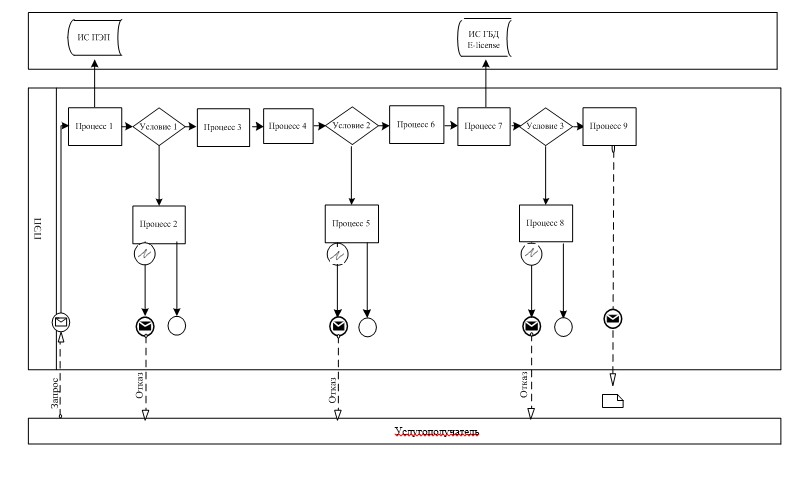 ИС ПЭП
ИС ГБД
E-license
ПЭП
Процесс 1
Условие 1
Процесс 3
Процесс 4
Условие 2
Процесс 6
Процесс 7
Условие 3
Процесс 9
Процесс 2
Процесс 5
Процесс 8
Запрос
Отказ
Отказ
Отказ
Услугополучатель